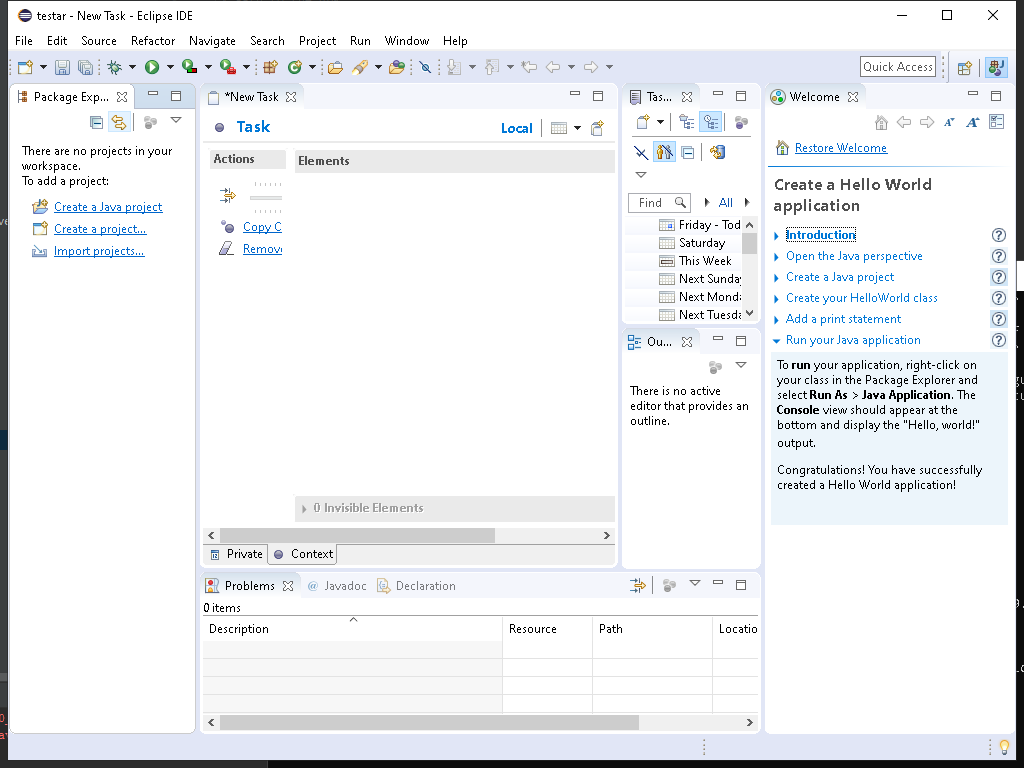 testar - New Task - Eclipse IDE
File Edit Source Refactor Navigate Search Project Run Window Help
Quick Access
Package Exp...
There are no projects in your
workspace.
To add a project:
Create a Java project
Create a project...
Import projects...
*New Task
Task
Local
Actions
Elements
Copy C
Remove
0 Invisible Elements
Private Context
Tas...
Find
All
Friday - Tod
Saturday
This Week
Next Sunday
Next Monda
Next Tuesda
Ou...
There is no active
editor that provides an
outline.
Welcome
Restore Welcome
Create a Hello World
application
Introduction
Open the Java perspective
Create a Java project
Create your HelloWorld class
Add a print statement
Run your Java application
To run your application, right-click on
your class in the Package Explorer and
select Run As > Java Application. The
Console view should appear at the
bottom and display the "Hello, world!"
output.
Congratulations! You have successfully
created a Hello World application!
Problems @ Javadoc Declaration
0 items
Description Resource Path Locatio